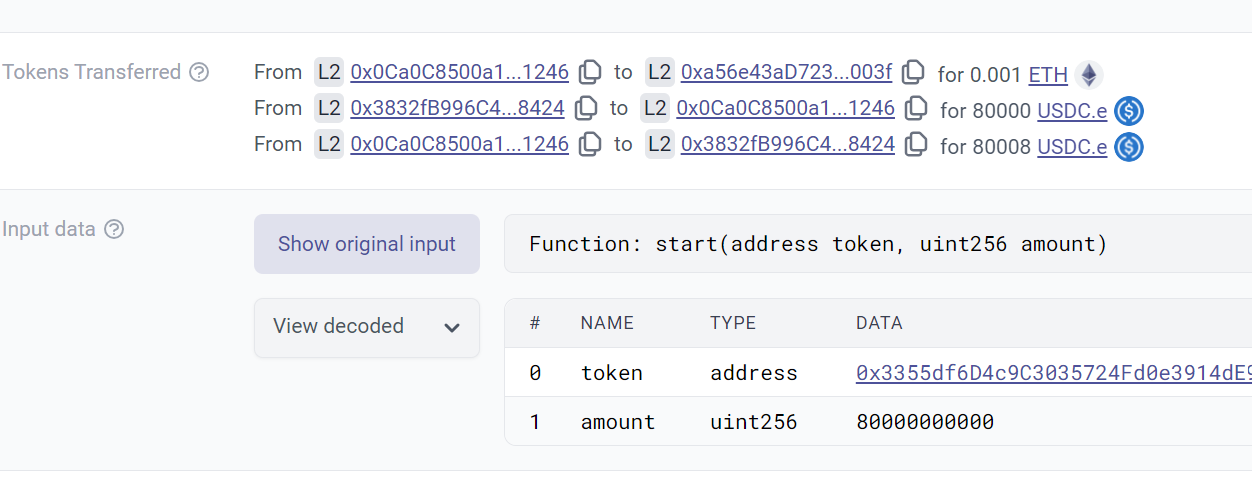 Tokens Transferred
From L2 0x0Ca0C8500a1...1246 to L2 0xa56e43aD723...003f for 0.001 ETH
From L2 0x3832fB996C4...8424 to L2 0x0Ca0C8500a1...1246 for 80000 USDC.e
From L2 0x0Ca0C8500a1...1246 to L2 0x3832fB996C4...8424 for 80008 USDC.e
Input data
Show original input
Function: start(address token, uint256 amount)
View decoded
# NAME TYPE DATA
0 token address 0x3355df6D4c9C3035724Fd0e3914dE9
1 amount uint256 80000000000